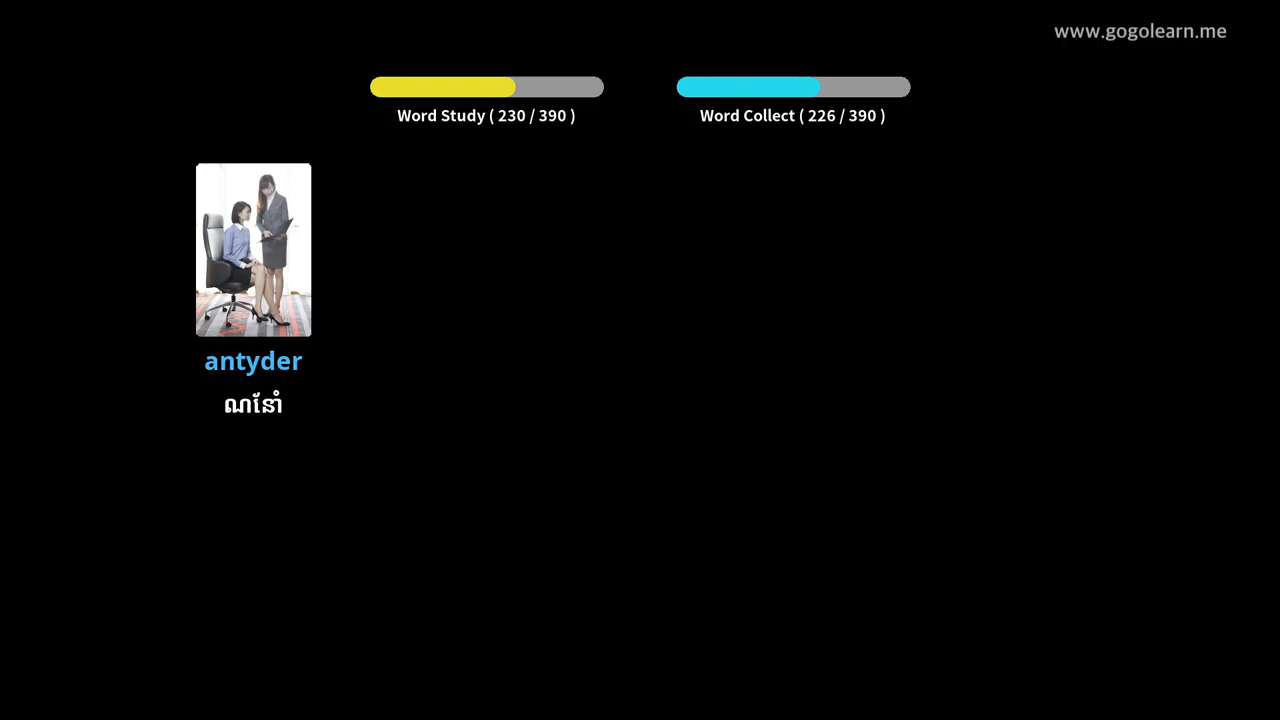 www.gogolearn.me
Word Study ( 230 / 390 )
Word Collect ( 226 / 390 )
antyder
ណែនាំ